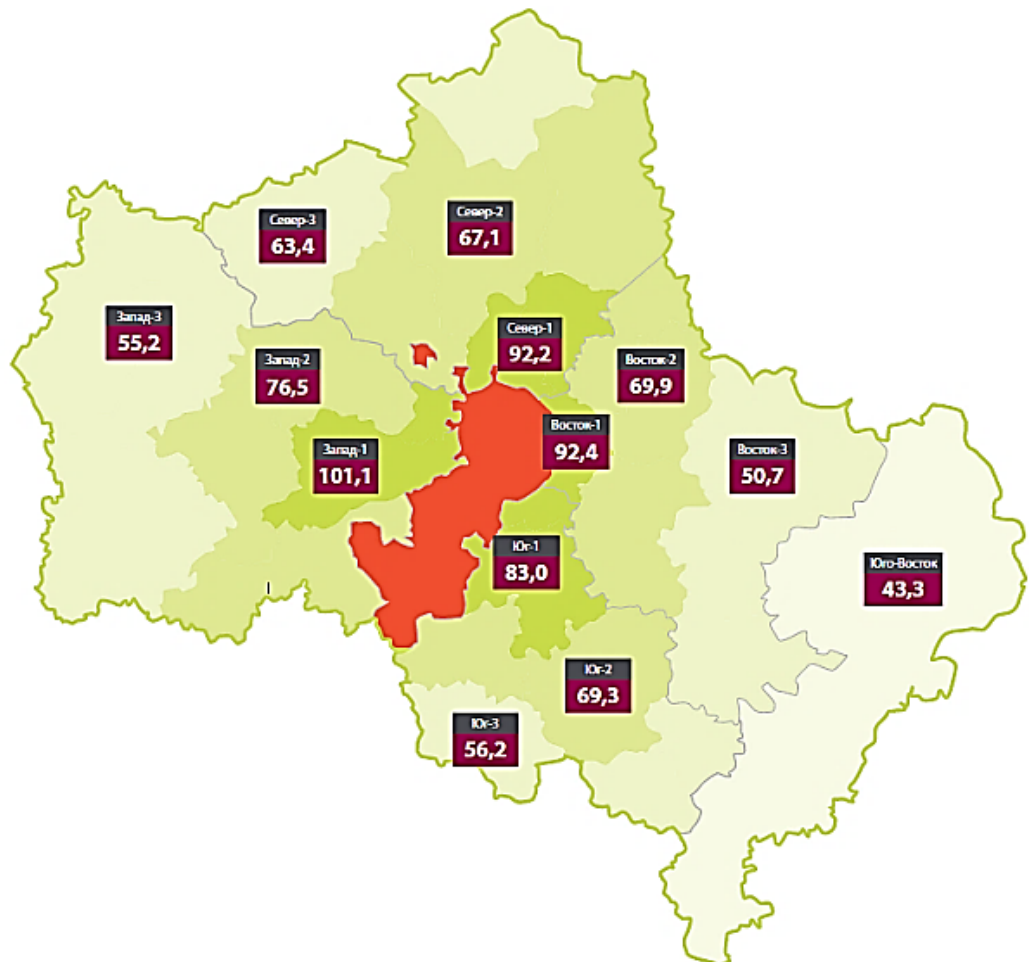 Север-3
63,4
Север-2
67,1
Запад-3
55,2
Север-1
92,2
Запад-2
76,5
Восток-2
69,9
Запад-1
101,1
Восток-1
92,4
Восток-3
50,7
Юг-1
83,0
Юго-Восток
43,3
Юг-2
69,3
Юг-3
56,2